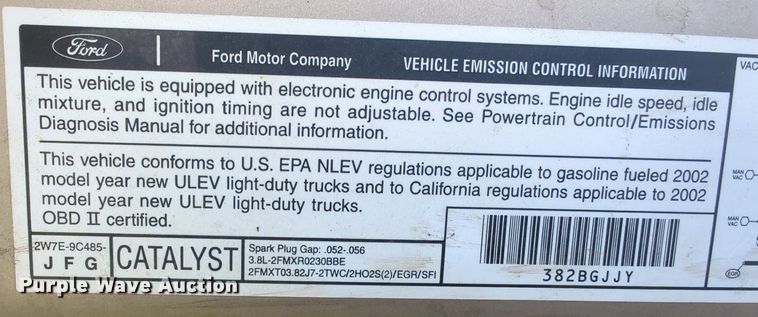 Ford
Ford Motor Company
VEHICLE EMISSION CONTROL INFORMATION
This vehicle is equipped with electronic engine control systems. Engine idle speed, idle
mixture, and ignition timing are not adjustable. See Powertrain Control/Emissions
Diagnosis Manual for additional information.
This vehicle conforms to U.S. EPA NLEV regulations applicable to gasoline fueled 2002
model year new ULEV light-duty trucks and to California regulations applicable to 2002
model year new ULEV light-duty trucks.
OBD II certified.
2W7E-9C485-
J F G
CATALYST
Spark Plug Gap: .052-.056
3.8L-2FMXR0230BBE
2FMXT03.82J7-2TWC/2HO2S(2)/EGR/SFI
382BGJJY
VAC
MAN
VAC
MAN
VAC
EGR
Purple Wave Auction